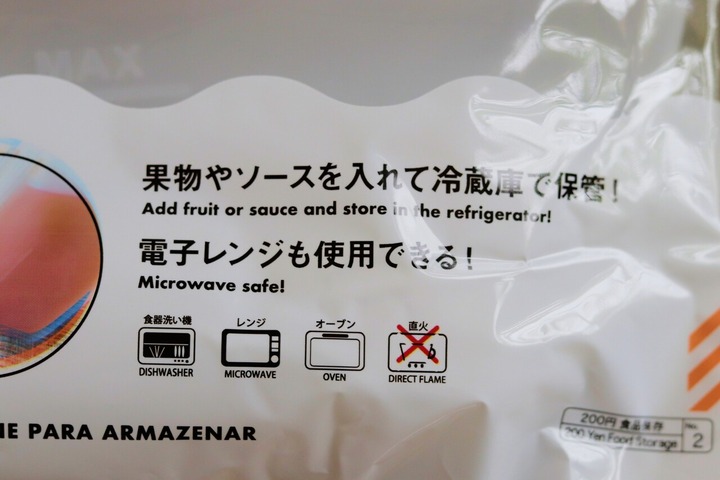 MAX
果物やソースを入れて冷蔵庫で保管！
Add fruit or sauce and store in the refrigerator!
電子レンジも使用できる！
Microwave safe!
食器洗い機 レンジ オーブン 直火
DISHWASHER MICROWAVE OVEN DIRECT FLAME
PARA ARMAZENAR
200円 食品保存 No.
200 Yen Food Storage 2